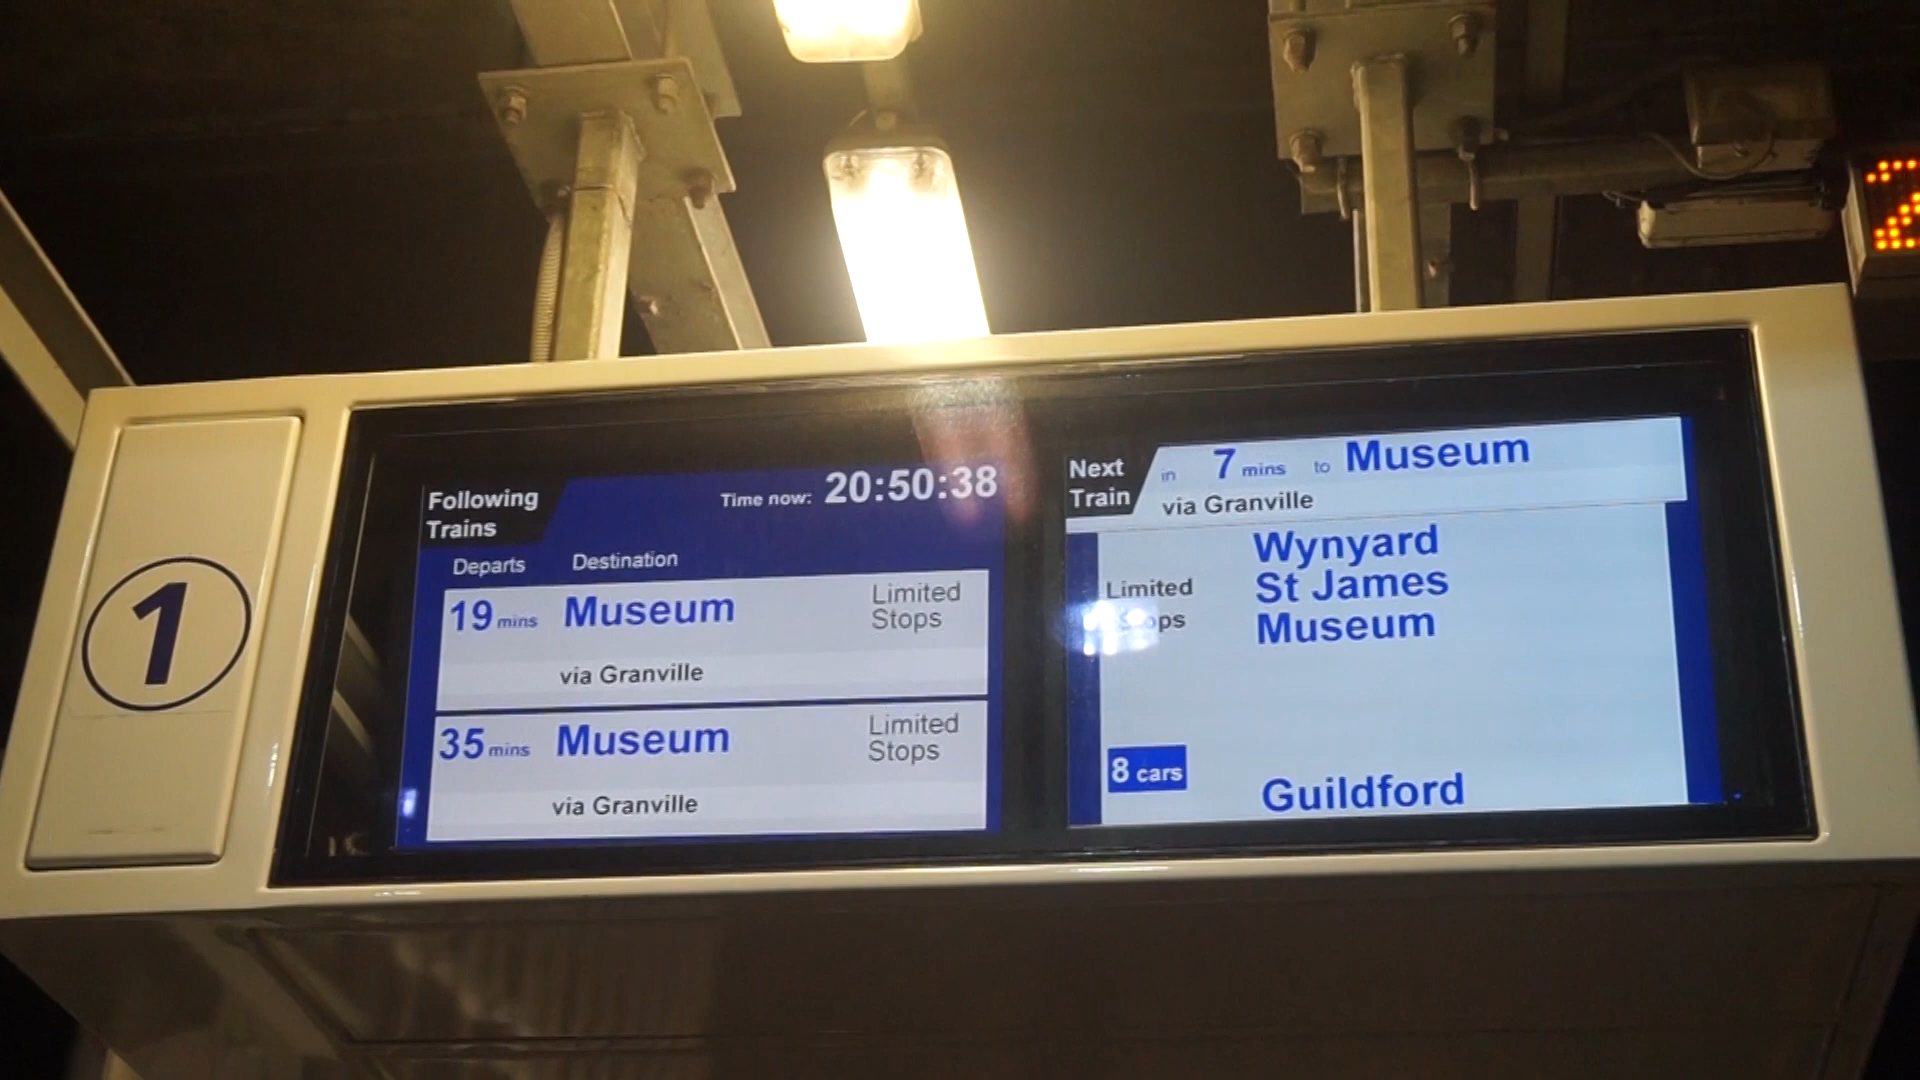 1
Following
Trains
Time now: 20:50:38
Departs Destination
19 mins Museum Limited
Stops
via Granville
35 mins Museum Limited
Stops
via Granville
Next
Train
in 7 mins to Museum
via Granville
Wynyard
Limited
Stops
St James
Museum
8 cars
Guildford